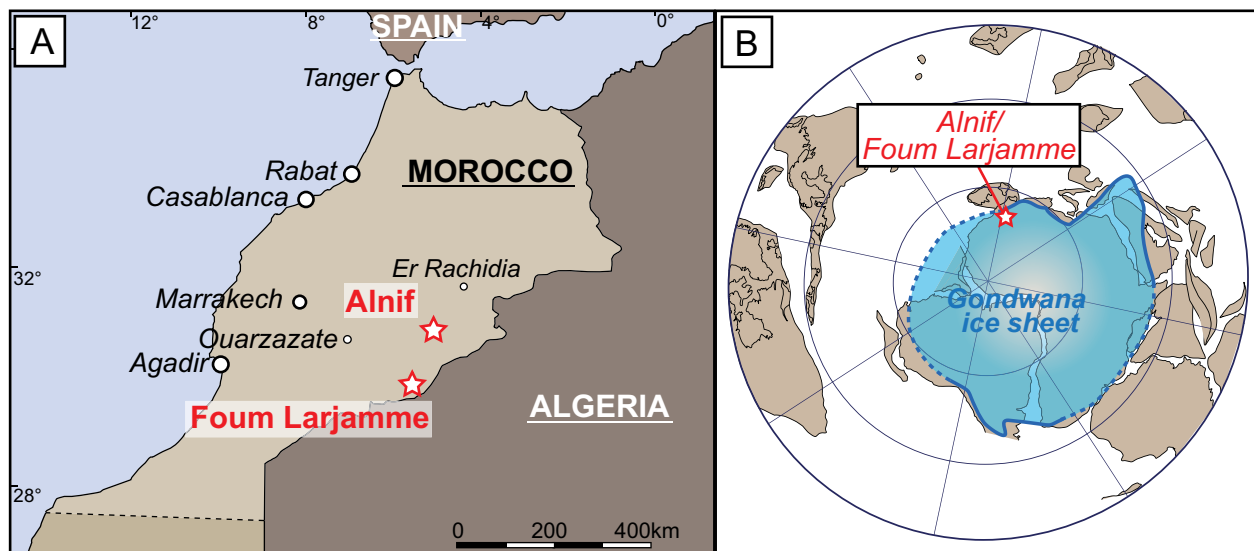 A
12°
8°
SPAIN
4°
0°
Tanger
Rabat
MOROCCO
Casablanca
32°
Er Rachidia
Marrakech
Alnif
Ouarzazate
Agadir
Foum Larjamme
ALGERIA
28°
0 200 400km
B
Alnif/
Foum Larjamme
Gondwana
ice sheet